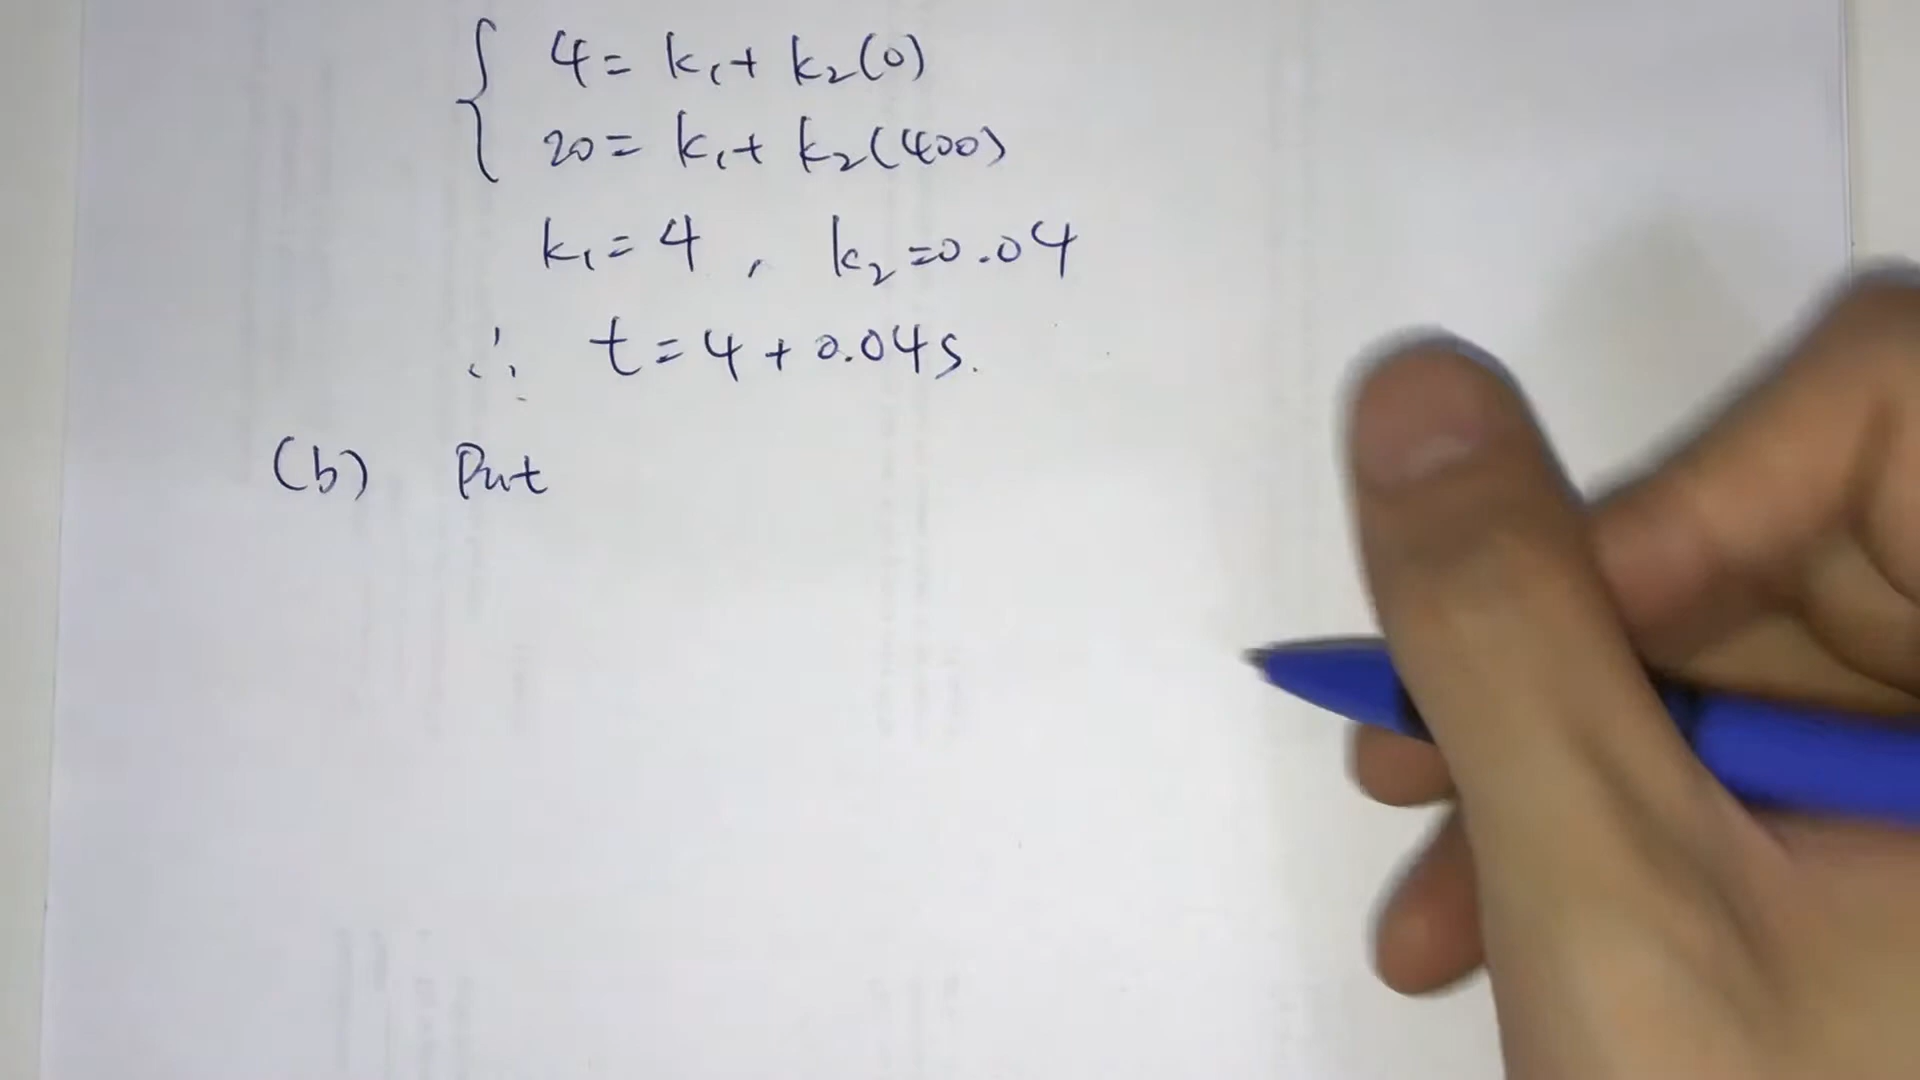 4 = k₁ + k₂(0)
20 = k₁ + k₂(400)
k₁ = 4 , k₂ = 0.04
∴ t = 4 + 0.04s.
(b) Put